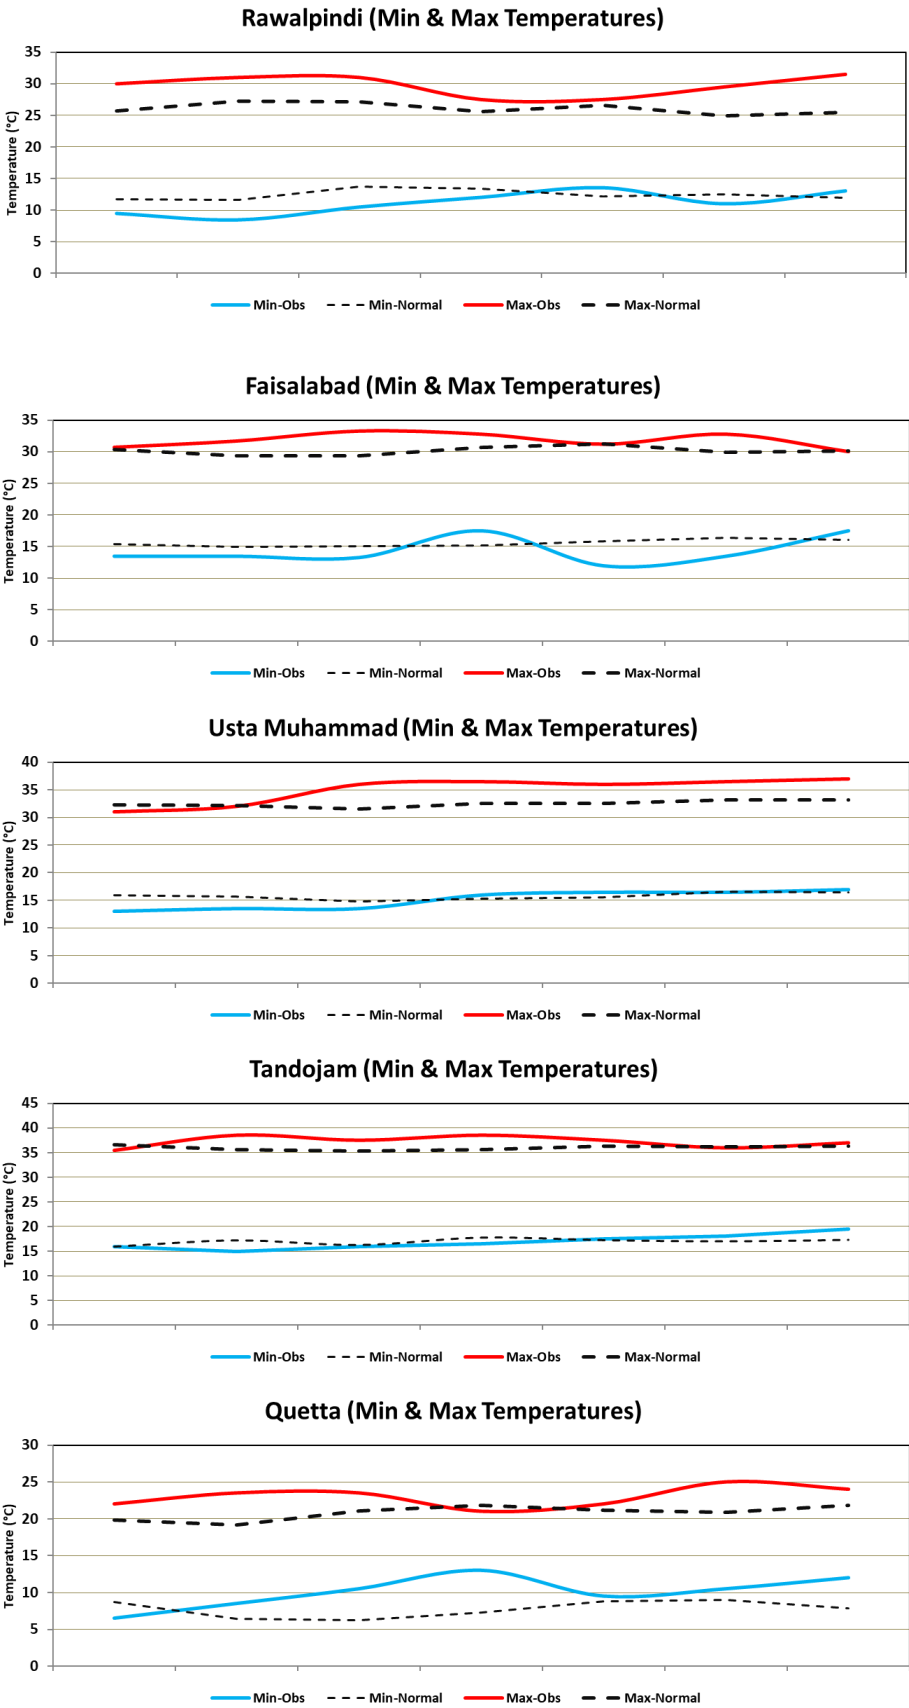 Rawalpindi (Min & Max Temperatures)
Temperature (°C)
35
30
25
20
15
10
5
0
Min-Obs Min-Normal Max-Obs Max-Normal
Faisalabad (Min & Max Temperatures)
Temperature (°C)
35
30
25
20
15
10
5
0
Min-Obs Min-Normal Max-Obs Max-Normal
Usta Muhammad (Min & Max Temperatures)
Temperature (°C)
40
35
30
25
20
15
10
5
0
Min-Obs Min-Normal Max-Obs Max-Normal
Tandojam (Min & Max Temperatures)
Temperature (°C)
45
40
35
30
25
20
15
10
5
0
Min-Obs Min-Normal Max-Obs Max-Normal
Quetta (Min & Max Temperatures)
Temperature (°C)
30
25
20
15
10
5
0
Min-Obs Min-Normal Max-Obs Max-Normal